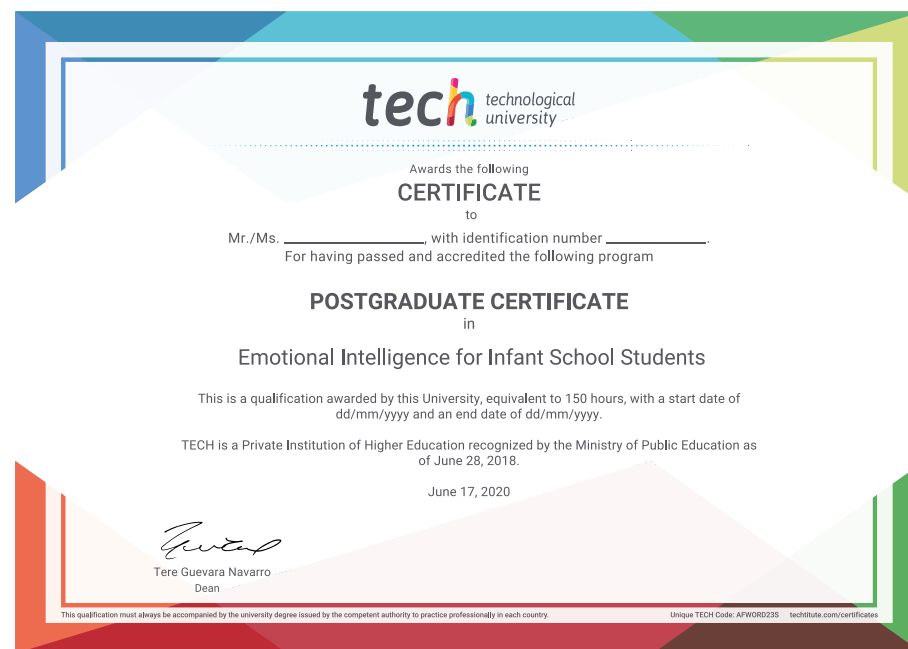 tech technological
university
Awards the following
CERTIFICATE
to
Mr./Ms. ____________________, with identification number ______________.
For having passed and accredited the following program
POSTGRADUATE CERTIFICATE
in
Emotional Intelligence for Infant School Students
This is a qualification awarded by this University, equivalent to 150 hours, with a start date of
dd/mm/yyyy and an end date of dd/mm/yyyy.
TECH is a Private Institution of Higher Education recognized by the Ministry of Public Education as
of June 28, 2018.
June 17, 2020
Tere Guevara Navarro
Dean
This qualification must always be accompanied by the university degree issued by the competent authority to practice professionally in each country. Unique TECH Code: AFWORD23S techtitute.com/certificates